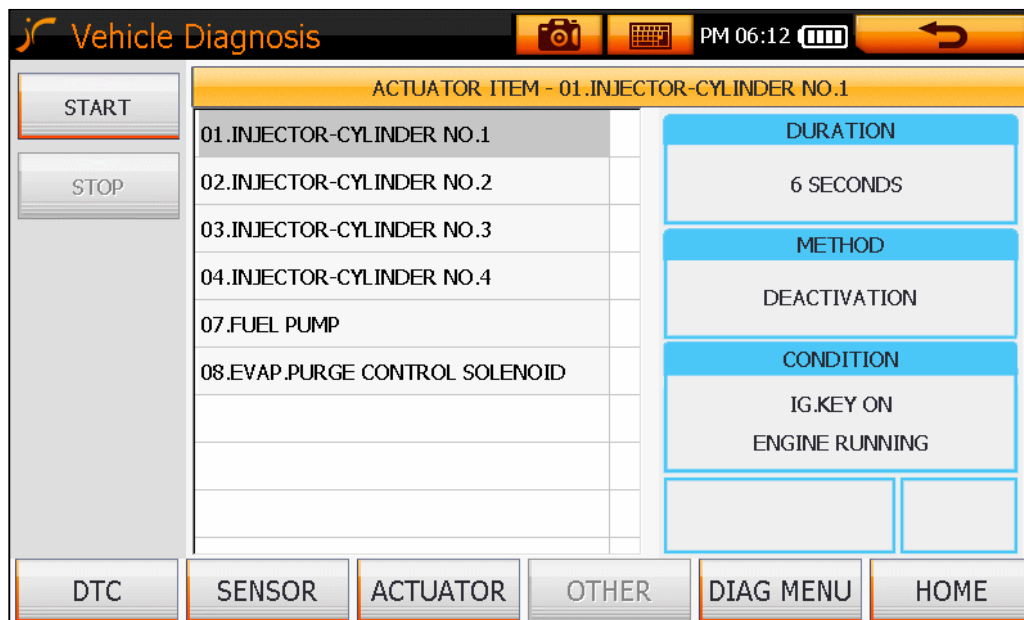 Vehicle Diagnosis
PM 06:12
START
STOP
ACTUATOR ITEM - 01.INJECTOR-CYLINDER NO.1
01.INJECTOR-CYLINDER NO.1
02.INJECTOR-CYLINDER NO.2
03.INJECTOR-CYLINDER NO.3
04.INJECTOR-CYLINDER NO.4
07.FUEL PUMP
08.EVAP.PURGE CONTROL SOLENOID
DURATION
6 SECONDS
METHOD
DEACTIVATION
CONDITION
IG.KEY ON
ENGINE RUNNING
DTC
SENSOR
ACTUATOR
OTHER
DIAG MENU
HOME